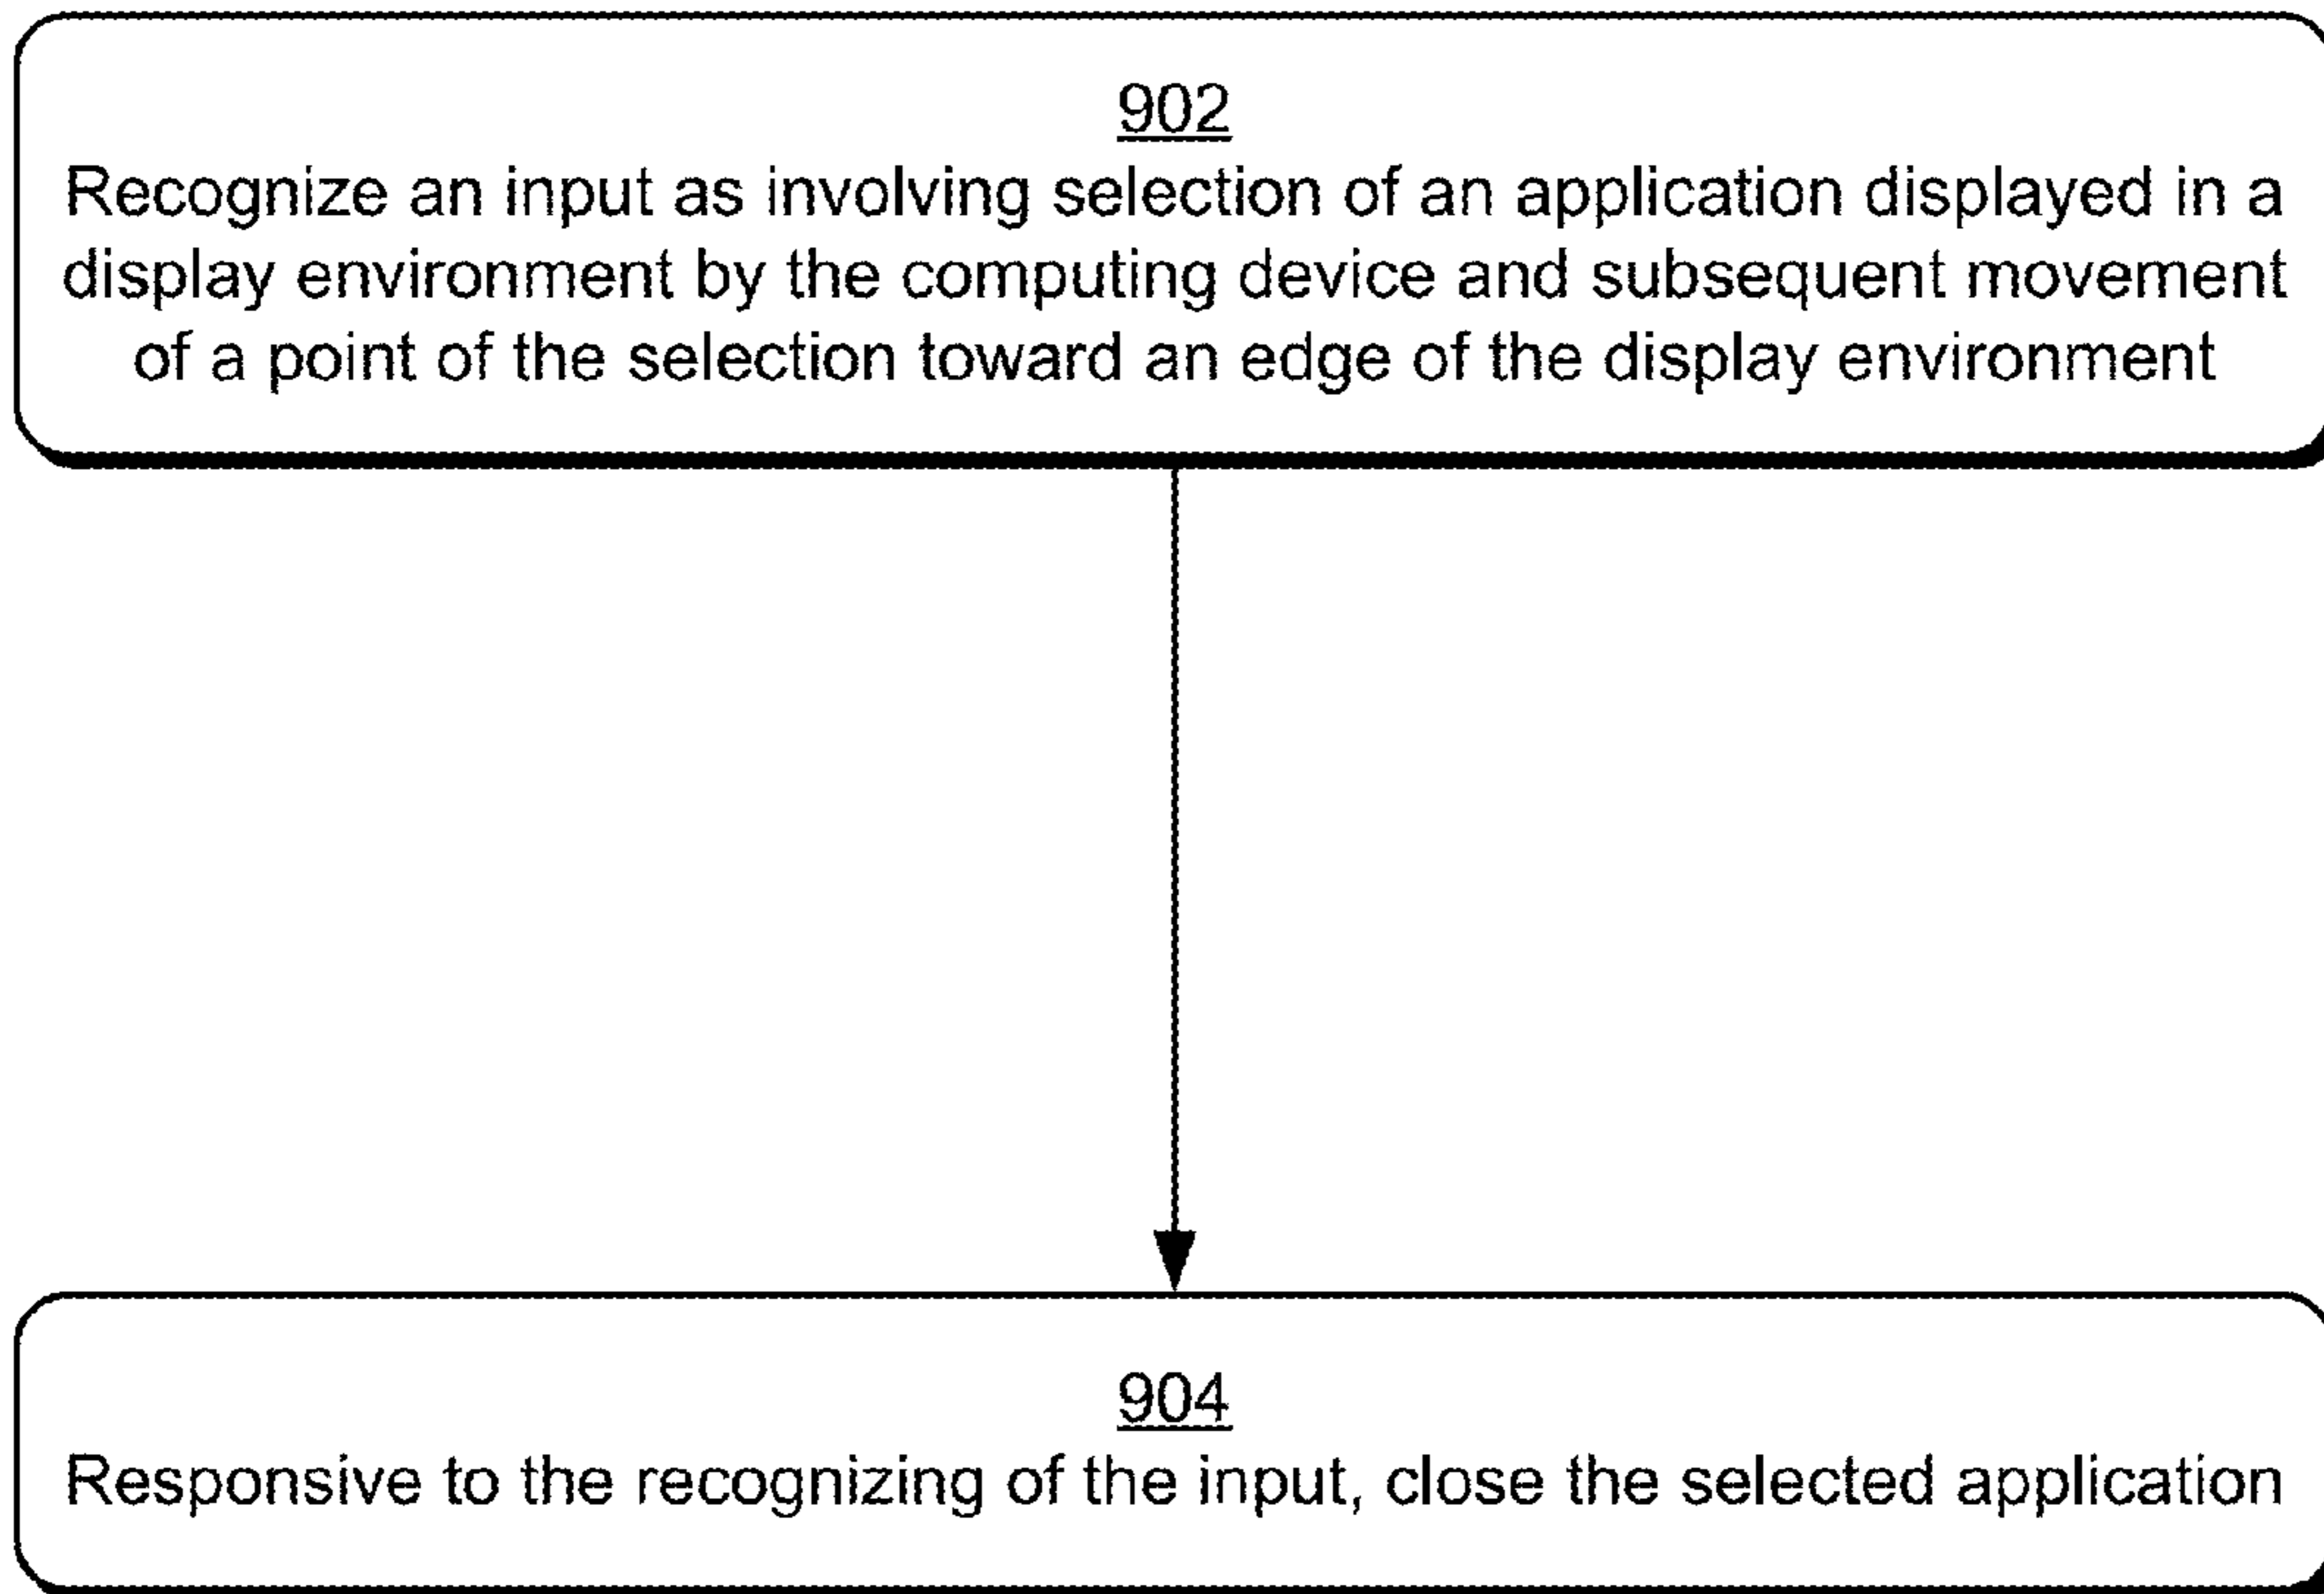 902
Recognize an input as involving selection of an application displayed in a
display environment by the computing device and subsequent movement
of a point of the selection toward an edge of the display environment
904
Responsive to the recognizing of the input, close the selected application